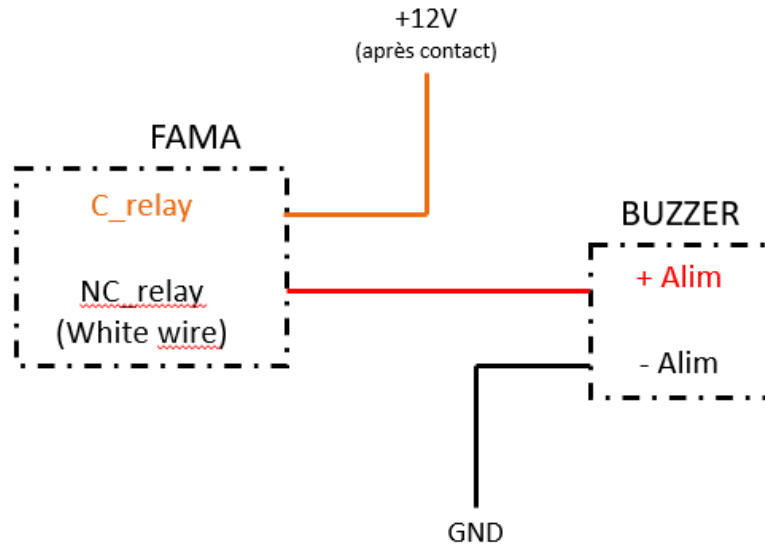 +12V
(après contact)
FAMA
C_relay
BUZZER
+ Alim
NC_relay
(White wire)
- Alim
GND